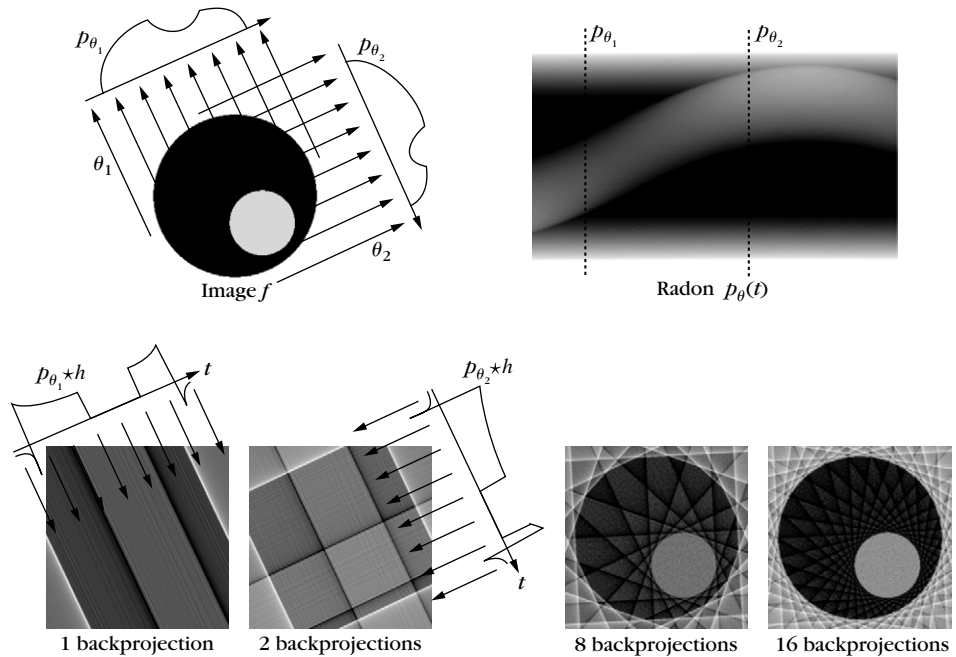 p_θ₁
p_θ₂
θ₁
θ₂
Image f
p_θ₁
p_θ₂
Radon p_θ(t)
p_θ₁⋆h
t
p_θ₂⋆h
t
1 backprojection
2 backprojections
8 backprojections
16 backprojections